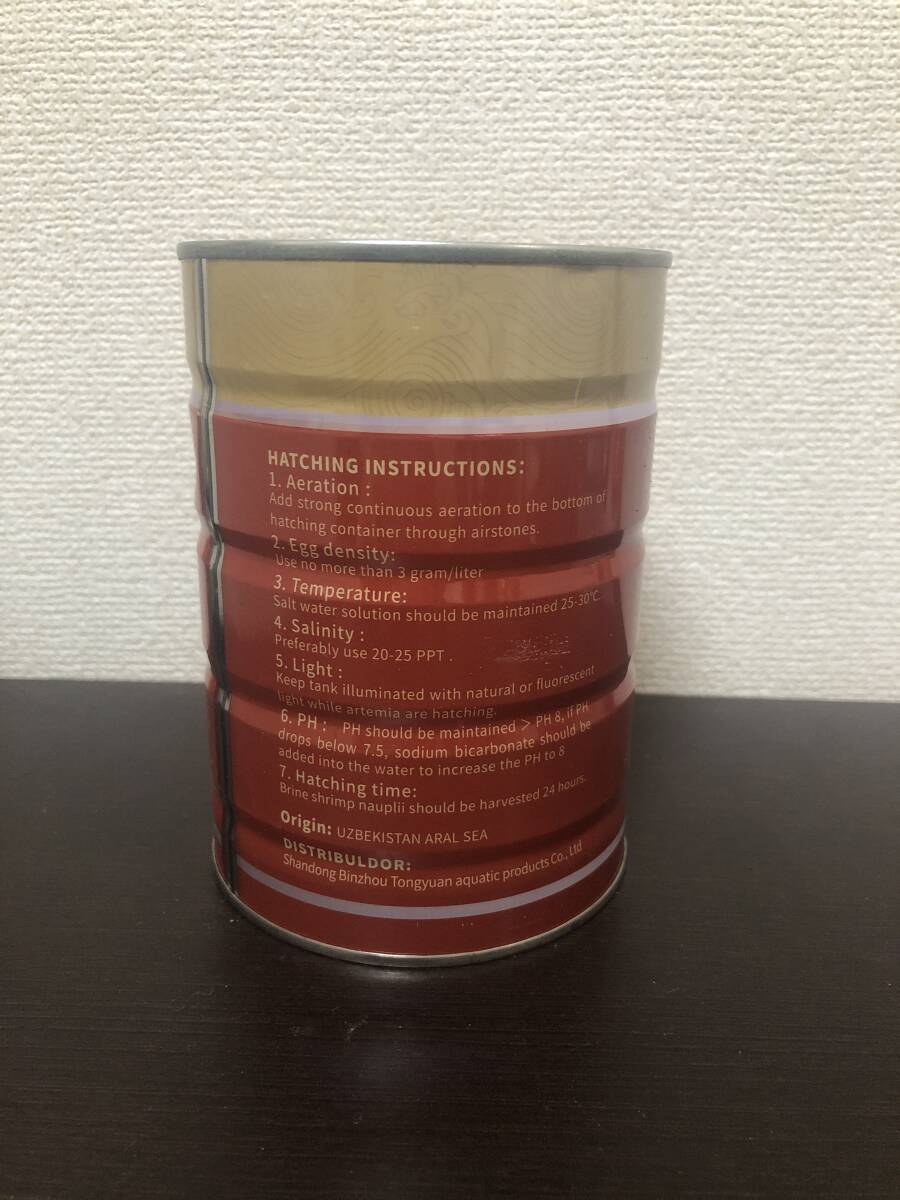 HATCHING INSTRUCTIONS:
1. Aeration :
Add strong continuous aeration to the bottom of
hatching container through airstones.
2. Egg density:
Use no more than 3 gram/liter
3. Temperature:
Salt water solution should be maintained 25-30℃.
4. Salinity :
Preferably use 20-25 PPT .
5. Light :
Keep tank illuminated with natural or fluorescent
light while artemia are hatching.
6. PH : PH should be maintained > PH 8, if PH
drops below 7.5, sodium bicarbonate should be
added into the water to increase the PH to 8
7. Hatching time:
Brine shrimp nauplii should be harvested 24 hours.
Origin: UZBEKISTAN ARAL SEA
DISTRIBULDOR:
Shandong Binzhou Tongyuan aquatic products Co., Ltd